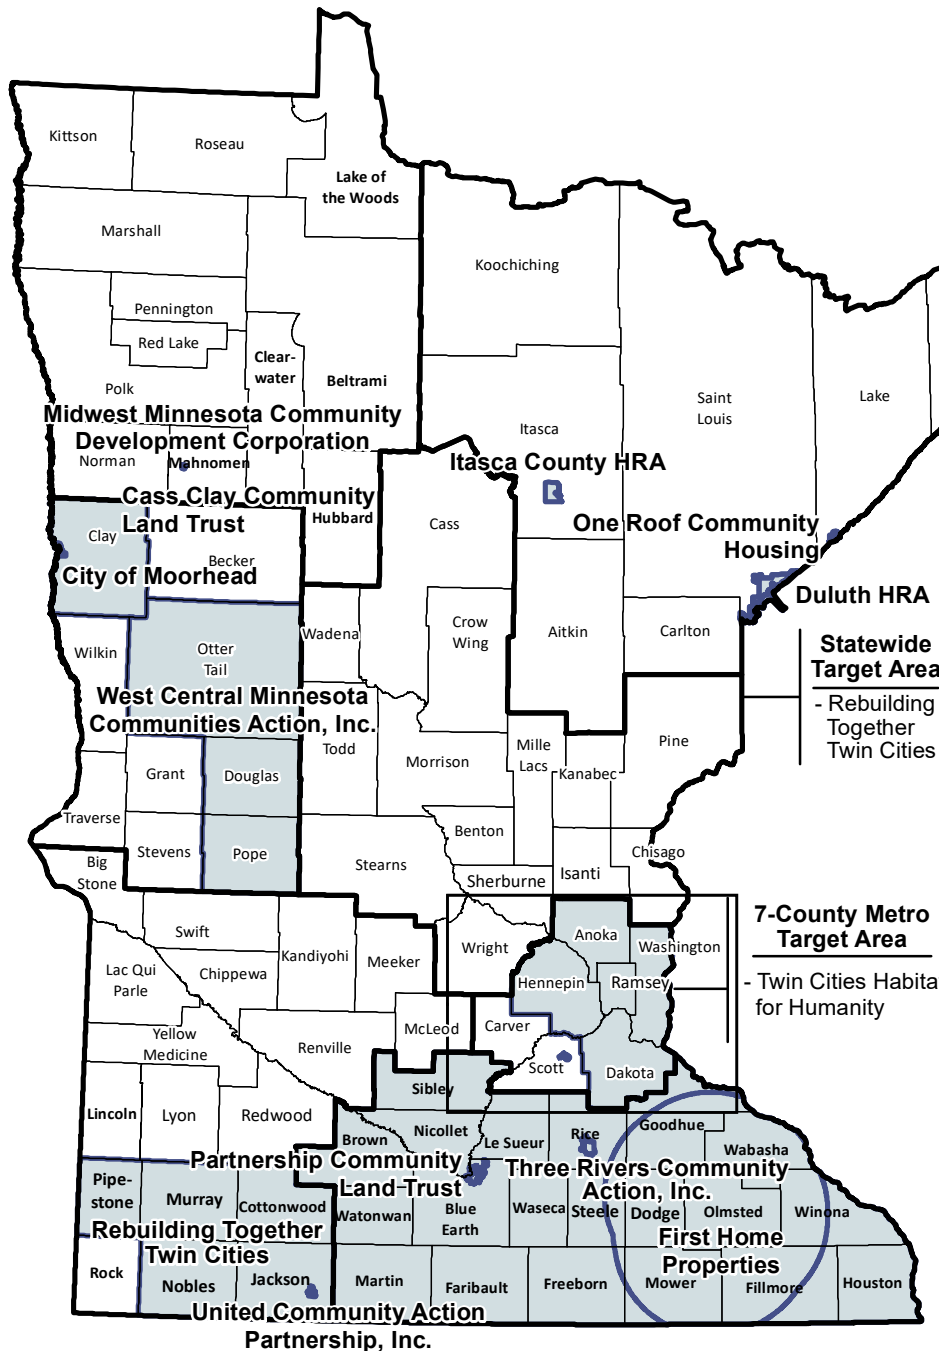 Kittson
Roseau
Lake of
the Woods
Marshall
Koochiching
Pennington
Red Lake
Clear-
water
Beltrami
Polk
Saint
Louis
Lake
Midwest Minnesota Community
Development Corporation
Itasca
Norman
Mahnomen
Itasca County HRA
Cass Clay Community
Land Trust
Hubbard
Cass
One Roof Community
Housing
Clay
Becker
City of Moorhead
Duluth HRA
Crow
Wing
Wadena
Aitkin
Carlton
Wilkin
Otter
Tail
Statewide
Target Area
- Rebuilding
Together
Twin Cities
West Central Minnesota
Communities Action, Inc.
Todd
Morrison
Mille
Lacs
Kanabec
Pine
Grant
Douglas
Traverse
Stevens
Pope
Benton
Big
Stone
Stearns
Sherburne
Isanti
Chisago
7-County Metro
Target Area
- Twin Cities Habita
for Humanity
Swift
Kandiyohi
Meeker
Wright
Anoka
Washington
Lac Qui
Parle
Chippewa
Hennepin
Ramsey
Yellow
Medicine
Renville
McLeod
Carver
Scott
Dakota
Sibley
Lincoln
Lyon
Redwood
Brown
Nicollet
Le Sueur
Rice
Goodhue
Wabasha
Partnership Community
Land Trust
Three Rivers Community
Action, Inc.
Pipe-
stone
Murray
Cottonwood
Watonwan
Blue
Earth
Waseca
Steele
Dodge
Olmsted
Winona
Rebuilding Together
Twin Cities
First Home
Properties
Rock
Nobles
Jackson
Martin
Faribault
Freeborn
Mower
Fillmore
Houston
United Community Action
Partnership, Inc.